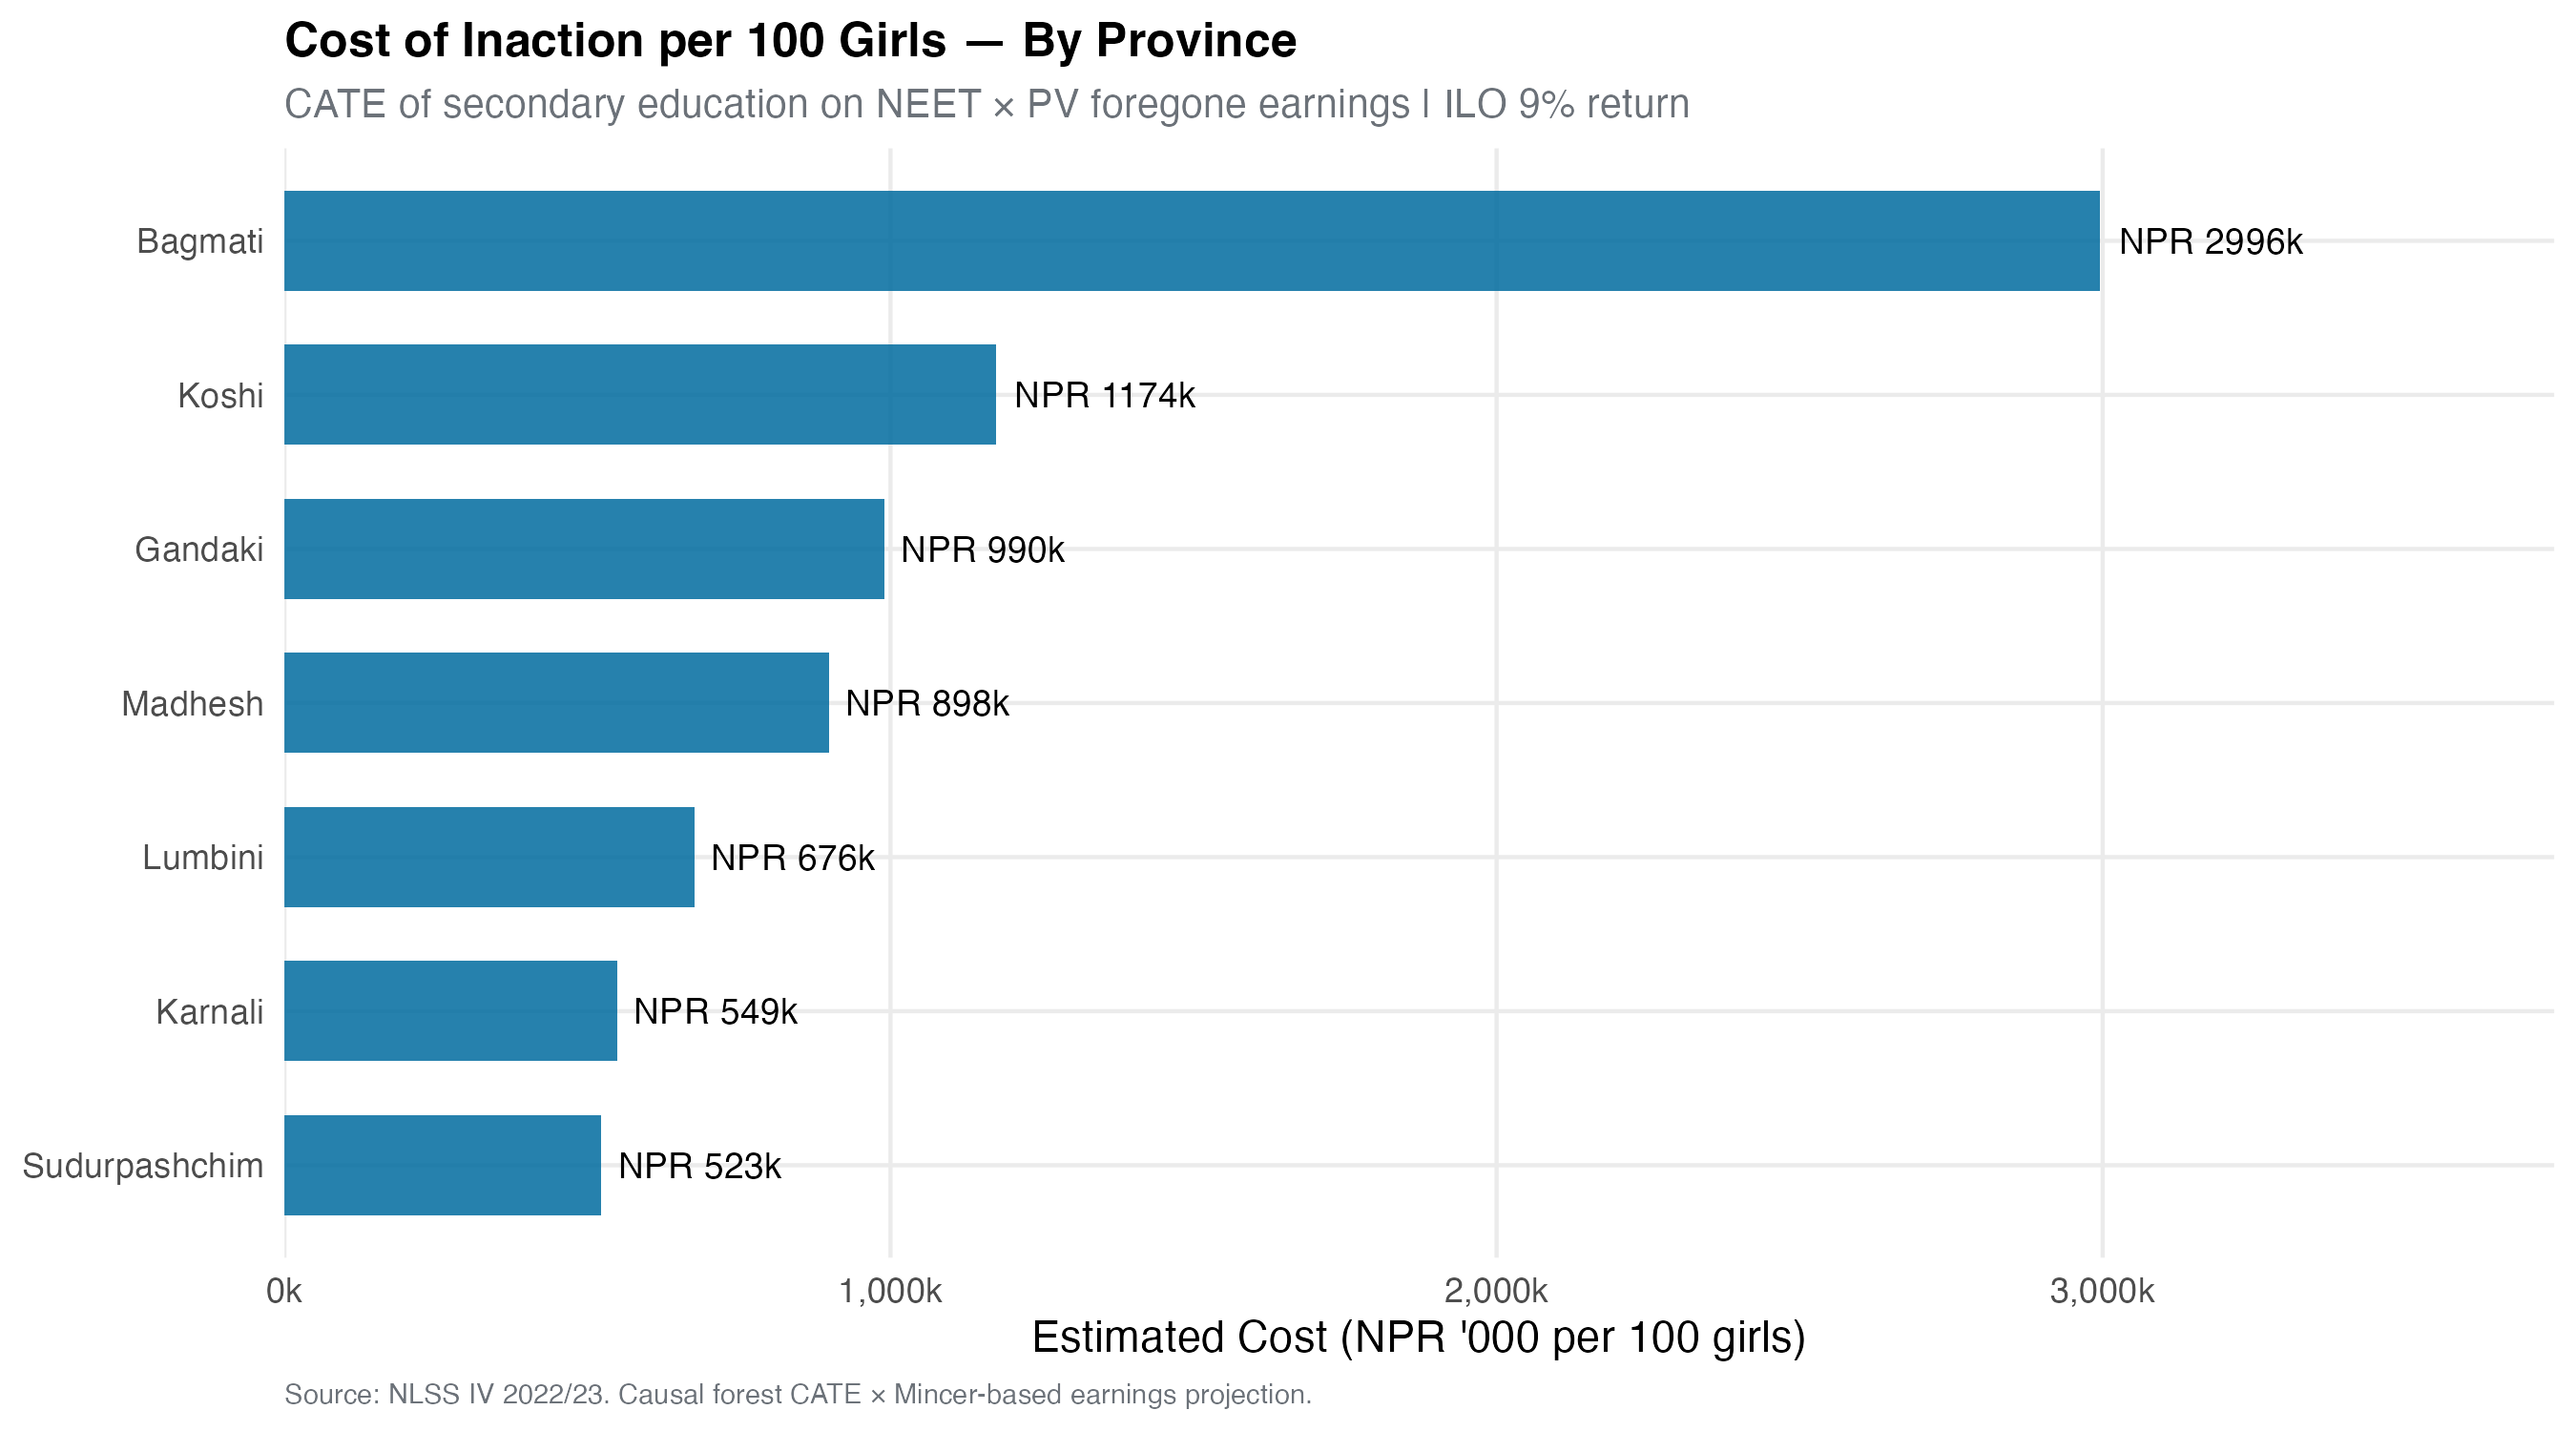 Cost of Inaction per 100 Girls — By Province
CATE of secondary education on NEET × PV foregone earnings | ILO 9% return
Bagmati
NPR 2996k
Koshi
NPR 1174k
Gandaki
NPR 990k
Madhesh
NPR 898k
Lumbini
NPR 676k
Karnali
NPR 549k
Sudurpashchim
NPR 523k
0k 1,000k 2,000k 3,000k
Estimated Cost (NPR '000 per 100 girls)
Source: NLSS IV 2022/23. Causal forest CATE × Mincer-based earnings projection.